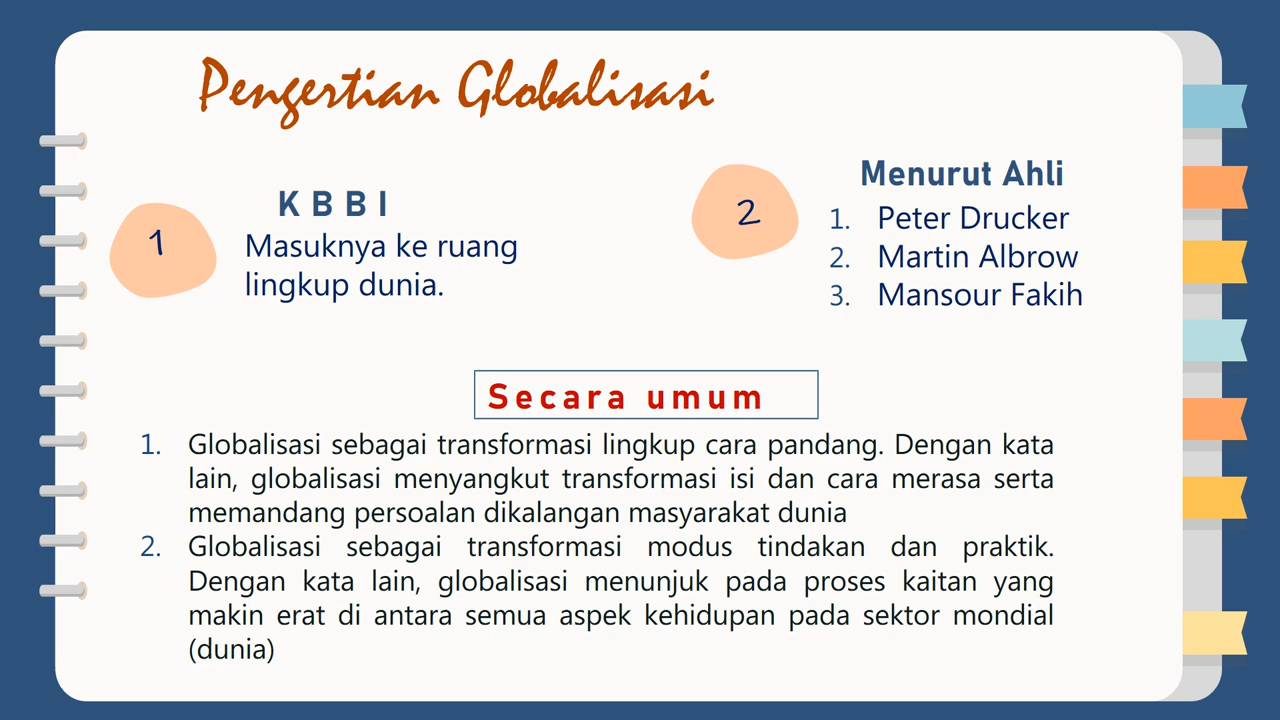 Pengertian Globalisasi
1
K B B I
Masuknya ke ruang
lingkup dunia.
2
Menurut Ahli
1. Peter Drucker
2. Martin Albrow
3. Mansour Fakih
Secara umum
1. Globalisasi sebagai transformasi lingkup cara pandang. Dengan kata
lain, globalisasi menyangkut transformasi isi dan cara merasa serta
memandang persoalan dikalangan masyarakat dunia
2. Globalisasi sebagai transformasi modus tindakan dan praktik.
Dengan kata lain, globalisasi menunjuk pada proses kaitan yang
makin erat di antara semua aspek kehidupan pada sektor mondial
(dunia)